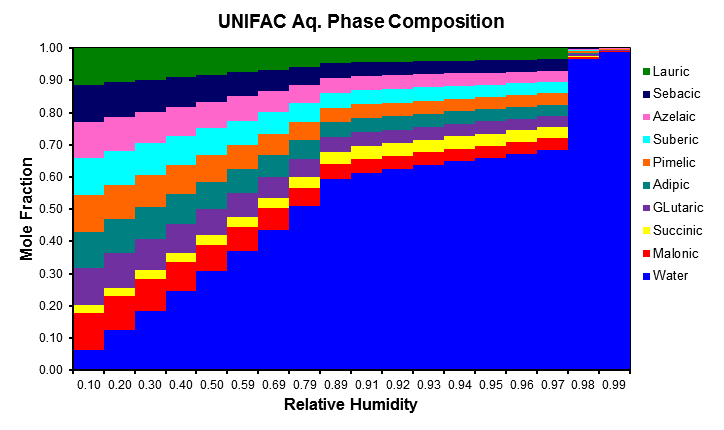 UNIFAC Aq. Phase Composition
1.00
0.90
0.80
0.70
0.60
0.50
0.40
0.30
0.20
0.10
0.00
Mole Fraction
0.10 0.20 0.30 0.40 0.50 0.59 0.69 0.79 0.89 0.91 0.92 0.93 0.94 0.95 0.96 0.97 0.98 0.99
Relative Humidity
Lauric
Sebacic
Azelaic
Suberic
Pimelic
Adipic
GLutaric
Succinic
Malonic
Water